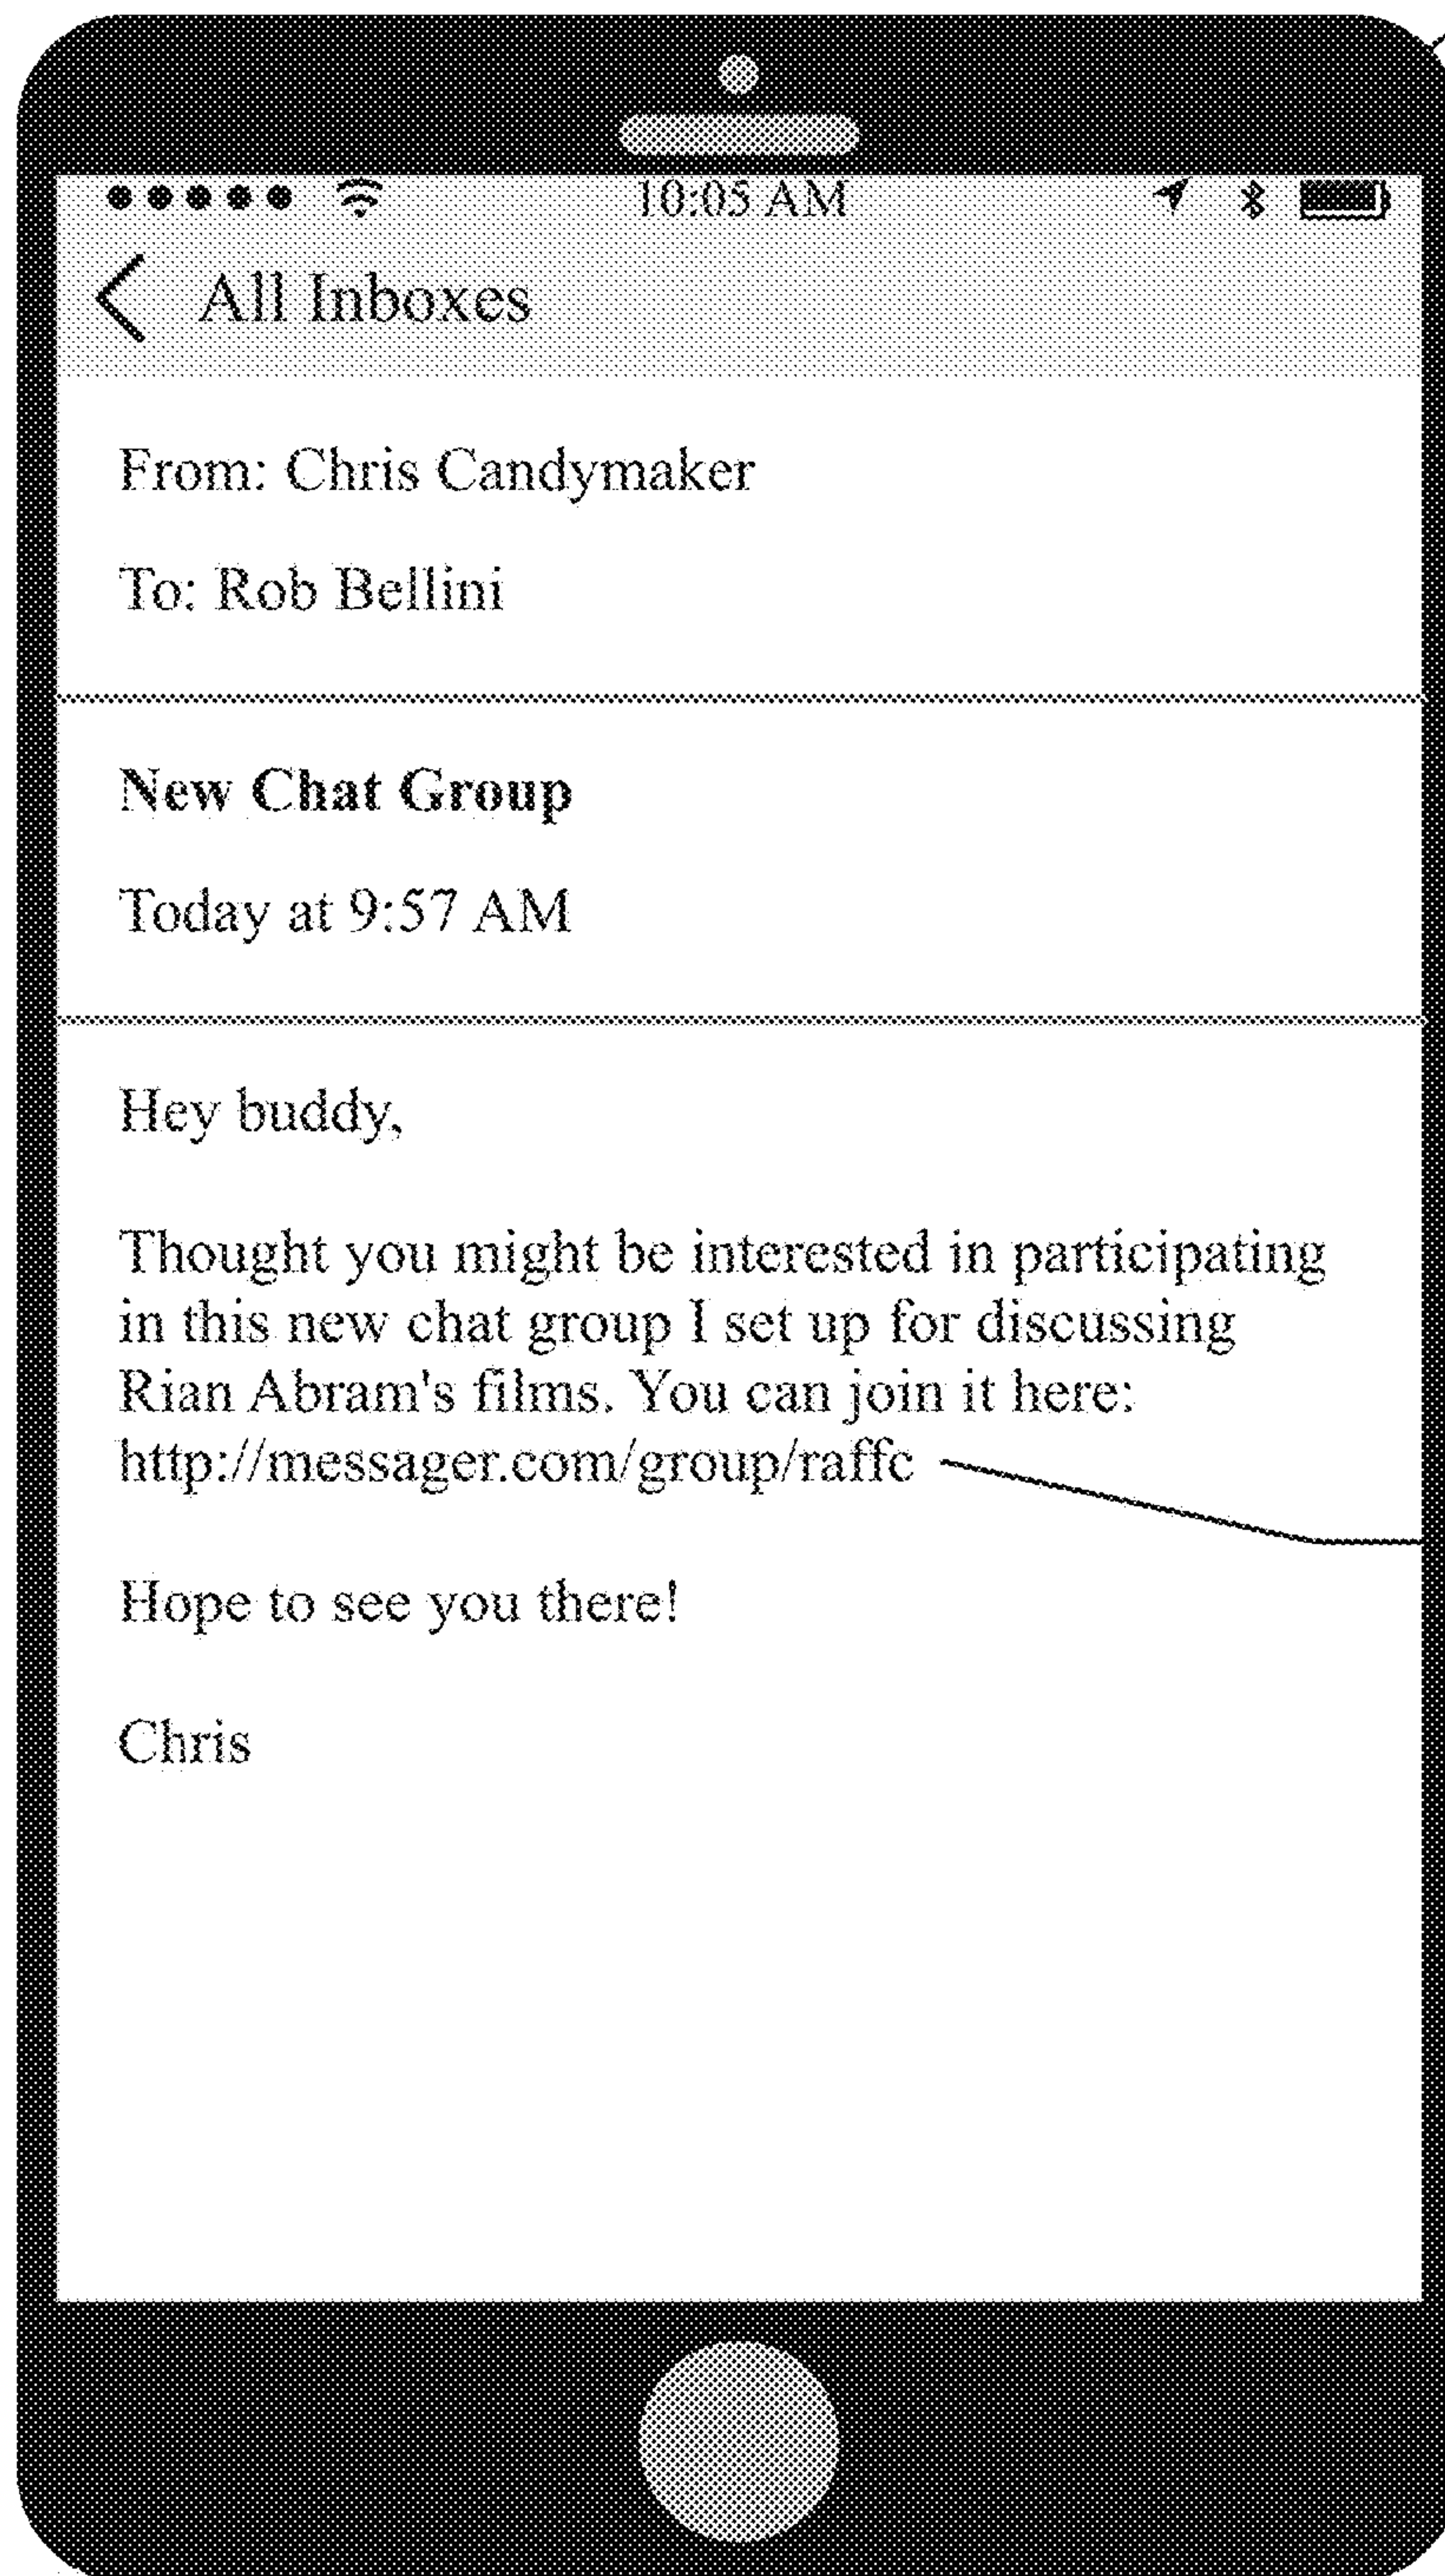 10:05 AM
All Inboxes
From: Chris Candymaker
To: Rob Bellini
New Chat Group
Today at 9:57 AM
Hey buddy,
Thought you might be interested in participating
in this new chat group I set up for discussing
Rian Abram's films. You can join it here:
http://messager.com/group/raffc
Hope to see you there!
Chris